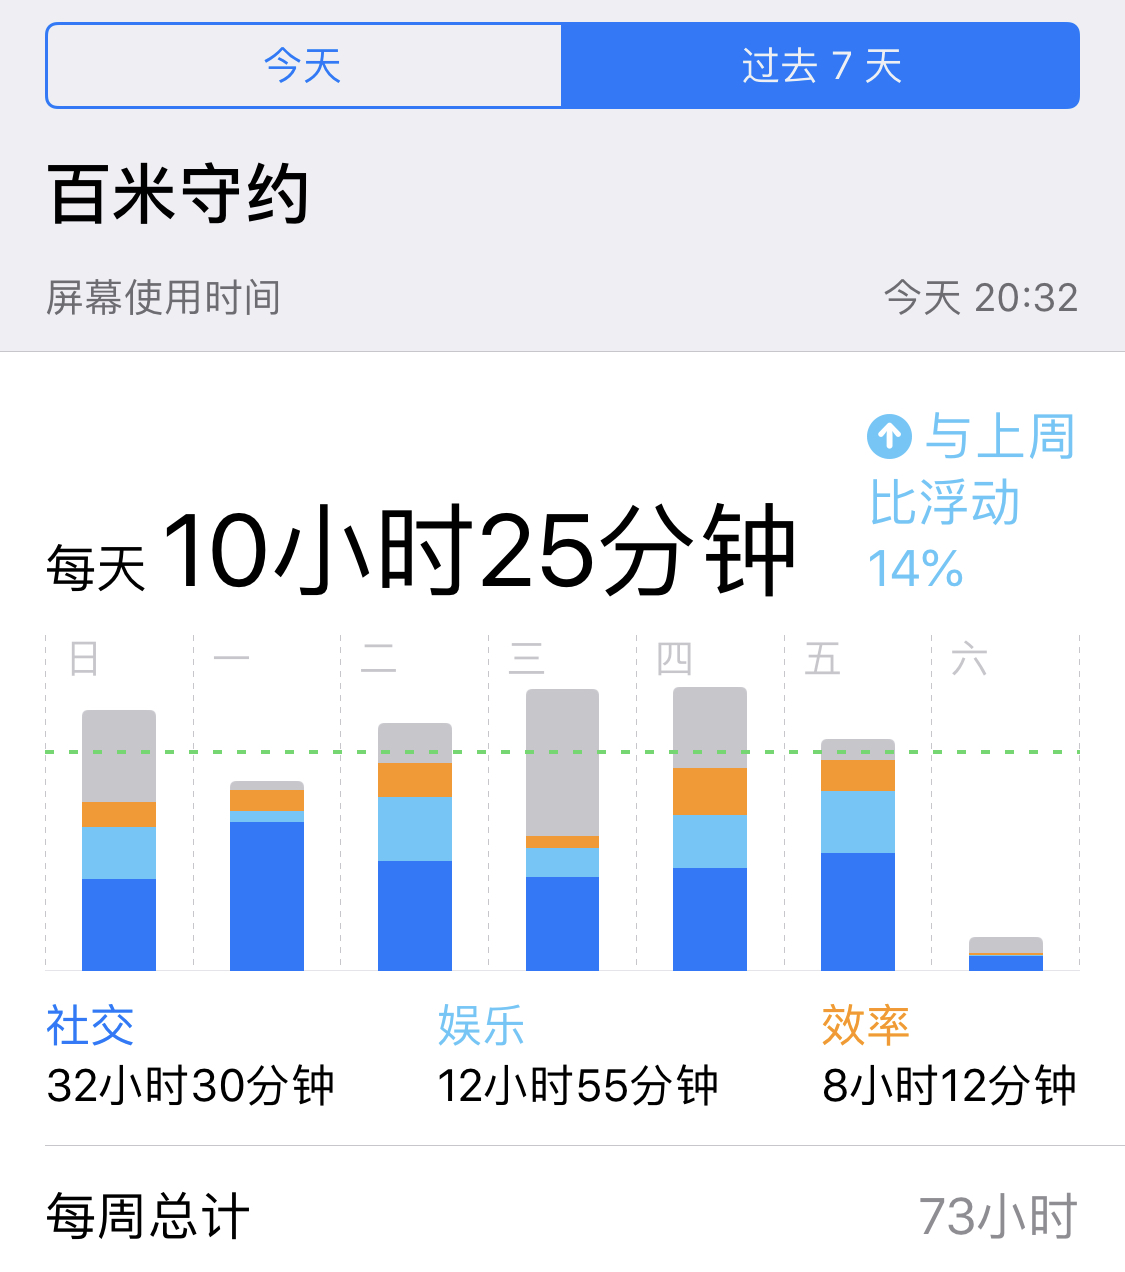 今天 过去 7 天
百米守约
屏幕使用时间 今天 20:32
与上周
比浮动
每天 10小时25分钟 14%
日 一 二 三 四 五 六
社交 娱乐 效率
32小时30分钟 12小时55分钟 8小时12分钟
每周总计 73小时